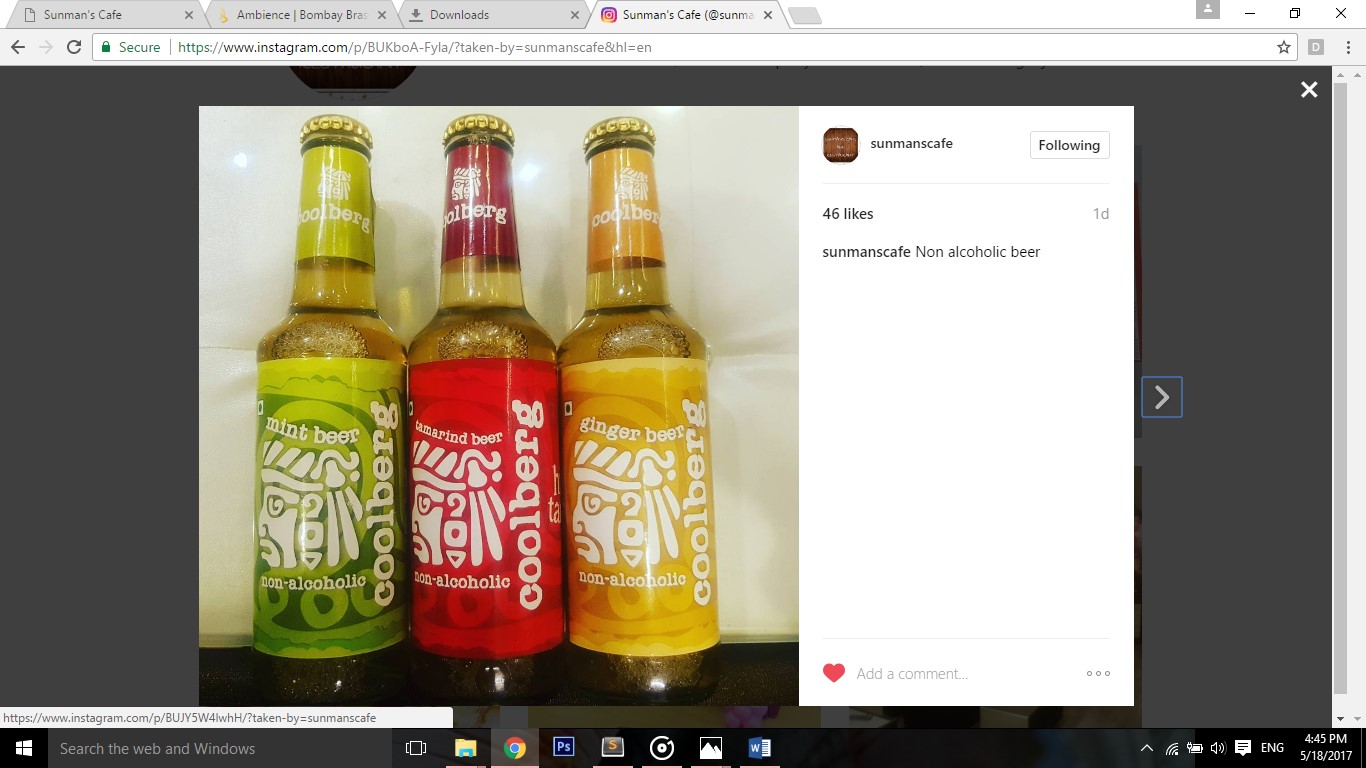 Sunman's Cafe
Ambience | Bombay Bras
Downloads
Sunman's Cafe (@sunma
Secure
https://www.instagram.com/p/BUKboA-Fyla/?taken-by=sunmanscafe&hl=en
D
sunmanscafe
Following
46 likes
1d
sunmanscafe Non alcoholic beer
coolberg
olberg
coolberg
mint beer
coolberg
non-alcoholic
tamarind beer
coolberg
non-alcoholic
h
ta
ginger beer
coolberg
non-alcoholic
Add a comment...
https://www.instagram.com/p/BUJY5W4lwhH/?taken-by=sunmanscafe
Search the web and Windows
Ps
S
W
ENG
4:45 PM
5/18/2017